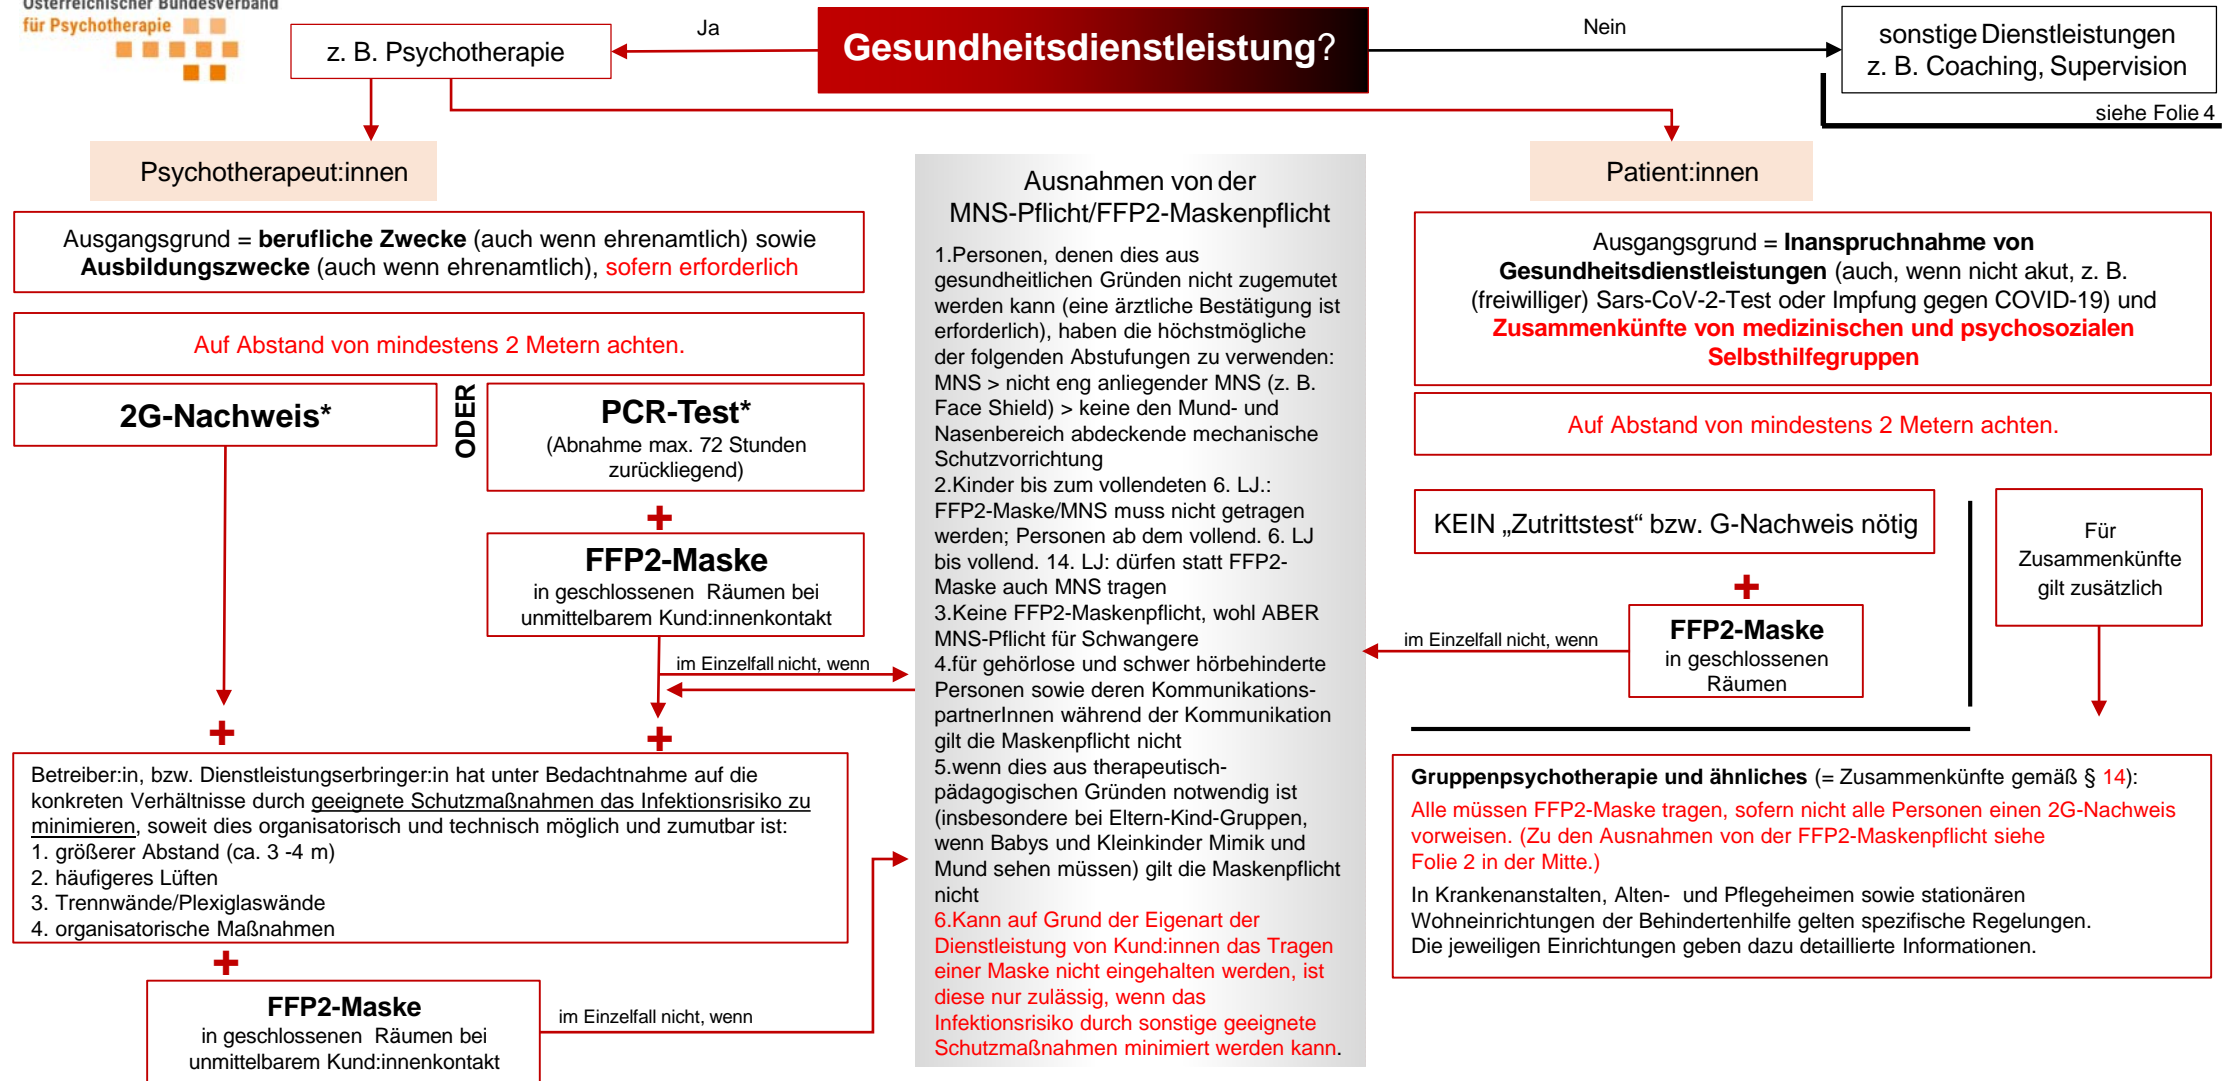 Österreichischer Bundesverband
für Psychotherapie
z. B. Psychotherapie
Ja
Gesundheitsdienstleistung?
Nein
sonstige Dienstleistungen
z. B. Coaching, Supervision
siehe Folie 4
Psychotherapeut:innen
Ausgangsgrund = berufliche Zwecke (auch wenn ehrenamtlich) sowie
Ausbildungszwecke (auch wenn ehrenamtlich), sofern erforderlich
Auf Abstand von mindestens 2 Metern achten.
2G-Nachweis*
ODER
PCR-Test*
(Abnahme max. 72 Stunden
zurückliegend)
+
FFP2-Maske
in geschlossenen Räumen bei
unmittelbarem Kund:innenkontakt
im Einzelfall nicht, wenn
+
+
Betreiber:in, bzw. Dienstleistungserbringer:in hat unter Bedachtnahme auf die
konkreten Verhältnisse durch geeignete Schutzmaßnahmen das Infektionsrisiko zu
minimieren, soweit dies organisatorisch und technisch möglich und zumutbar ist:
1. größerer Abstand (ca. 3 -4 m)
2. häufigeres Lüften
3. Trennwände/Plexiglaswände
4. organisatorische Maßnahmen
+
FFP2-Maske
in geschlossenen Räumen bei
unmittelbarem Kund:innenkontakt
im Einzelfall nicht, wenn
Ausnahmen von der
MNS-Pflicht/FFP2-Maskenpflicht
1.Personen, denen dies aus
gesundheitlichen Gründen nicht zugemutet
werden kann (eine ärztliche Bestätigung ist
erforderlich), haben die höchstmögliche
der folgenden Abstufungen zu verwenden:
MNS > nicht eng anliegender MNS (z. B.
Face Shield) > keine den Mund- und
Nasenbereich abdeckende mechanische
Schutzvorrichtung
2.Kinder bis zum vollendeten 6. LJ.:
FFP2-Maske/MNS muss nicht getragen
werden; Personen ab dem vollend. 6. LJ
bis vollend. 14. LJ: dürfen statt FFP2-
Maske auch MNS tragen
3.Keine FFP2-Maskenpflicht, wohl ABER
MNS-Pflicht für Schwangere
4.für gehörlose und schwer hörbehinderte
Personen sowie deren Kommunikations-
partnerInnen während der Kommunikation
gilt die Maskenpflicht nicht
5.wenn dies aus therapeutisch-
pädagogischen Gründen notwendig ist
(insbesondere bei Eltern-Kind-Gruppen,
wenn Babys und Kleinkinder Mimik und
Mund sehen müssen) gilt die Maskenpflicht
nicht
6.Kann auf Grund der Eigenart der
Dienstleistung von Kund:innen das Tragen
einer Maske nicht eingehalten werden, ist
diese nur zulässig, wenn das
Infektionsrisiko durch sonstige geeignete
Schutzmaßnahmen minimiert werden kann.
Patient:innen
Ausgangsgrund = Inanspruchnahme von
Gesundheitsdienstleistungen (auch, wenn nicht akut, z. B.
(freiwilliger) Sars-CoV-2-Test oder Impfung gegen COVID-19) und
Zusammenkünfte von medizinischen und psychosozialen
Selbsthilfegruppen
Auf Abstand von mindestens 2 Metern achten.
KEIN „Zutrittstest“ bzw. G-Nachweis nötig
+
FFP2-Maske
in geschlossenen
Räumen
im Einzelfall nicht, wenn
Für
Zusammenkünfte
gilt zusätzlich
Gruppenpsychotherapie und ähnliches (= Zusammenkünfte gemäß § 14):
Alle müssen FFP2-Maske tragen, sofern nicht alle Personen einen 2G-Nachweis
vorweisen. (Zu den Ausnahmen von der FFP2-Maskenpflicht siehe
Folie 2 in der Mitte.)
In Krankenanstalten, Alten- und Pflegeheimen sowie stationären
Wohneinrichtungen der Behindertenhilfe gelten spezifische Regelungen.
Die jeweiligen Einrichtungen geben dazu detaillierte Informationen.